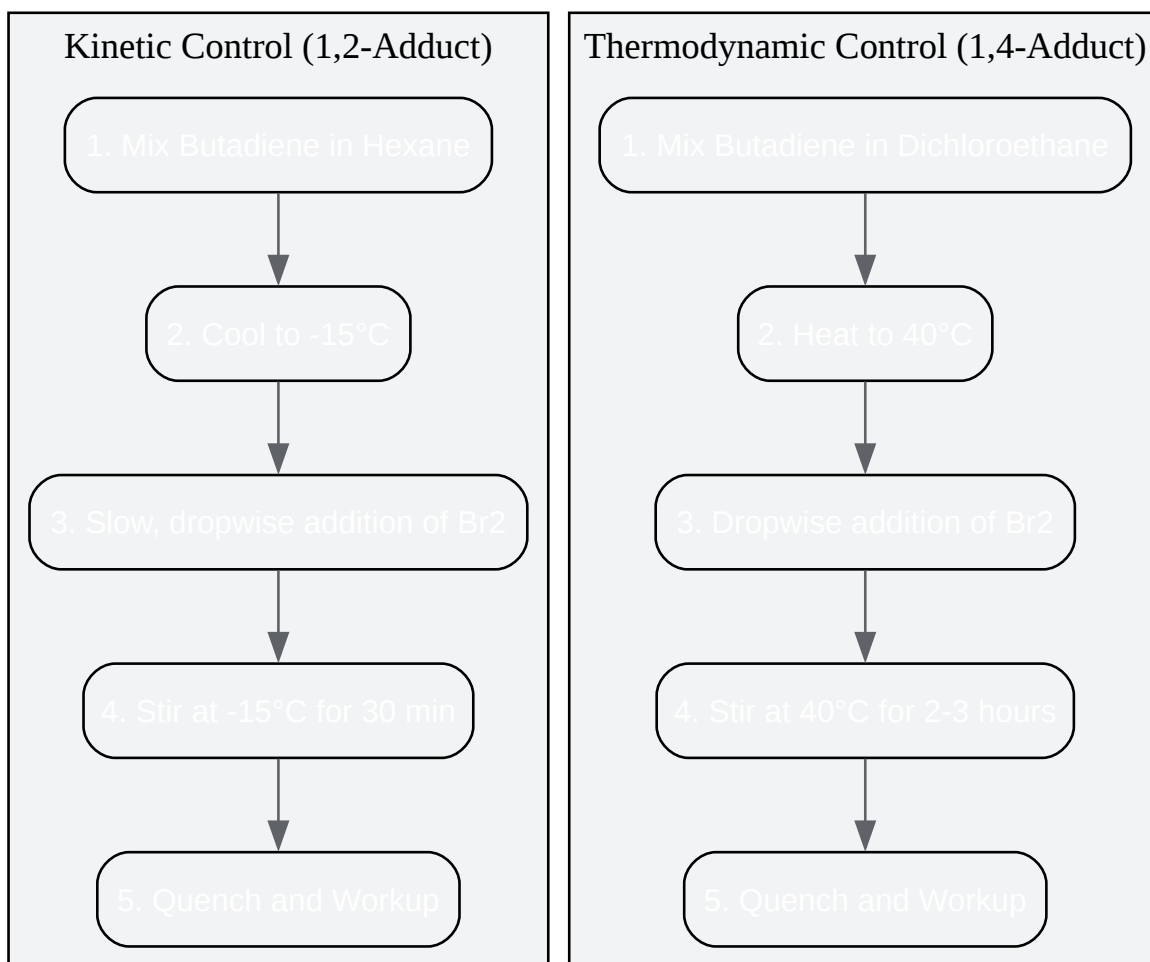 Kinetic Control (1,2-Adduct)
1. Mix Butadiene in Hexane
2. Cool to -15°C
3. Slow, dropwise addition of Br2
4. Stir at -15°C for 30 min
5. Quench and Workup
Thermodynamic Control (1,4-Adduct)
1. Mix Butadiene in Dichloroethane
2. Heat to 40°C
3. Dropwise addition of Br2
4. Stir at 40°C for 2-3 hours
5. Quench and Workup